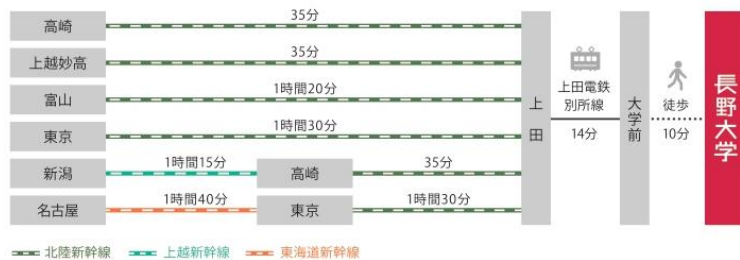 高崎
35分
上越妙高
35分
富山
1時間20分
東京
1時間30分
新潟
1時間15分
高崎
35分
名古屋
1時間40分
東京
1時間30分
上田
上田電鉄
別所線
14分
大学前
徒歩
10分
長野大学
北陸新幹線
上越新幹線
東海道新幹線